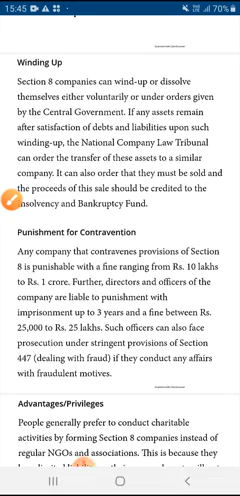 15:45
70%
Winding Up
Section 8 companies can wind-up or dissolve
themselves either voluntarily or under orders given
by the Central Government. If any assets remain
after satisfaction of debts and liabilities upon such
winding-up, the National Company Law Tribunal
can order the transfer of these assets to a similar
company. It can also order that they must be sold and
the proceeds of this sale should be credited to the
Insolvency and Bankruptcy Fund.
Punishment for Contravention
Any company that contravenes provisions of Section
8 is punishable with a fine ranging from Rs. 10 lakhs
to Rs. 1 crore. Further, directors and officers of the
company are liable to punishment with
imprisonment up to 3 years and a fine between Rs.
25,000 to Rs. 25 lakhs. Such officers can also face
prosecution under stringent provisions of Section
447 (dealing with fraud) if they conduct any affairs
with fraudulent motives.
Advantages/Privileges
People generally prefer to conduct charitable
activities by forming Section 8 companies instead of
regular NGOs and associations. This is because they